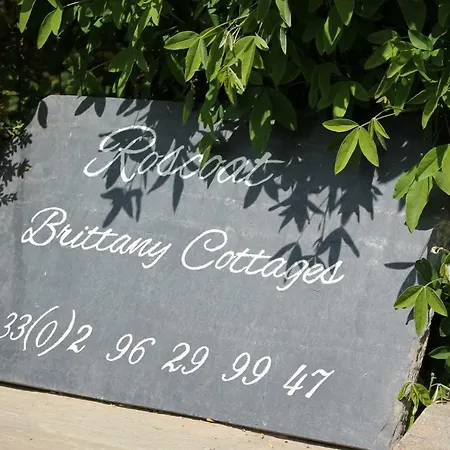 Roscoat
Brittany Cottages
33(0)2 96 29 99 47